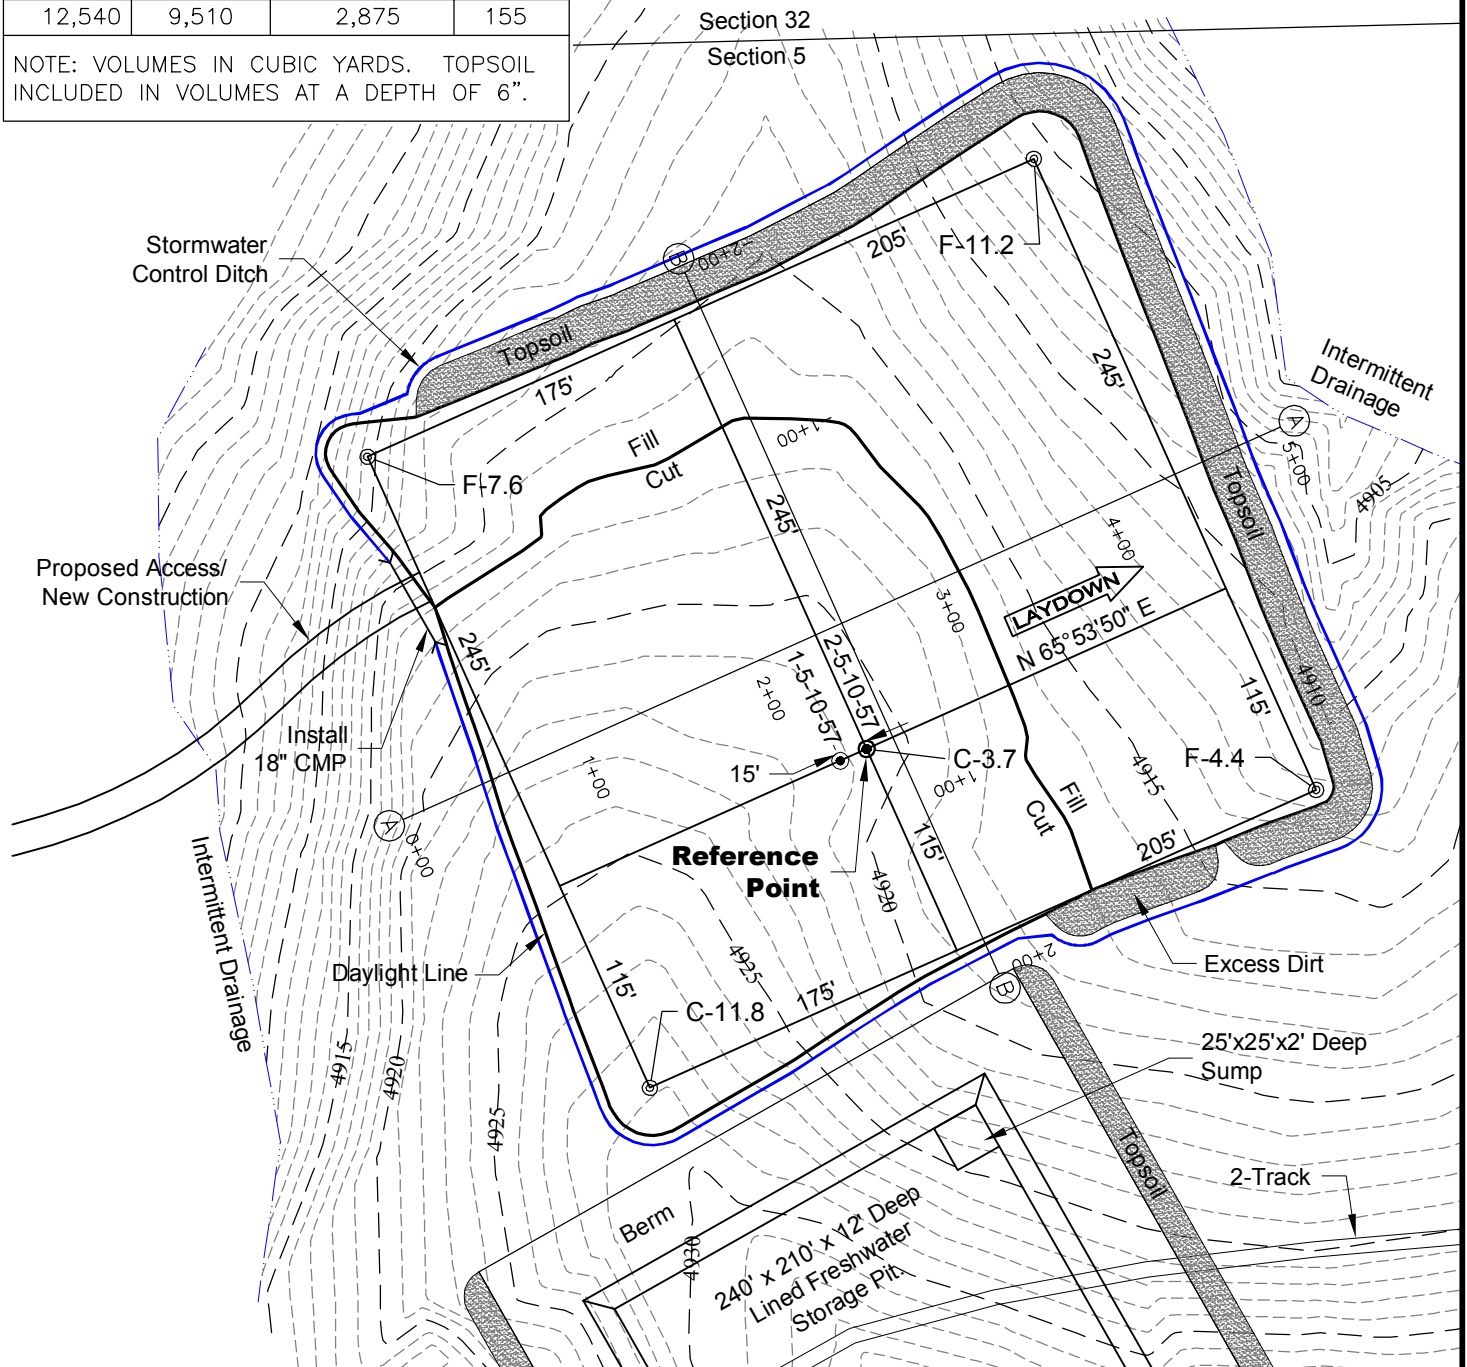 12,540 9,510 2,875 155
NOTE: VOLUMES IN CUBIC YARDS. TOPSOIL
INCLUDED IN VOLUMES AT A DEPTH OF 6".
Section 32
Section 5
Stormwater
Control Ditch
Topsoil
B
-2+00
205'
F-11.2
175'
Fill
Cut
-1+00
245'
Intermittent
Drainage
A
5+00
4905
F-7.6
245'
Topsoil
4+00
Proposed Access/
New Construction
LAYDOWN
N 65°53'50" E
3+00
245'
2-5-10-57
1-5-10-57
2+00
4910
115'
Install
18" CMP
15'
C-3.7
1+00
1+00
F-4.4
4915
Fill
Cut
A
0+00
Reference
Point
115'
205'
4920
Intermittent Drainage
Daylight Line
4925
2+00
B
Excess Dirt
115'
175'
C-11.8
4915
4920
4925
25'x25'x2' Deep
Sump
Topsoil
2-Track
Berm
4930
240' x 210' x 12' Deep
Lined Freshwater
Storage Pit.